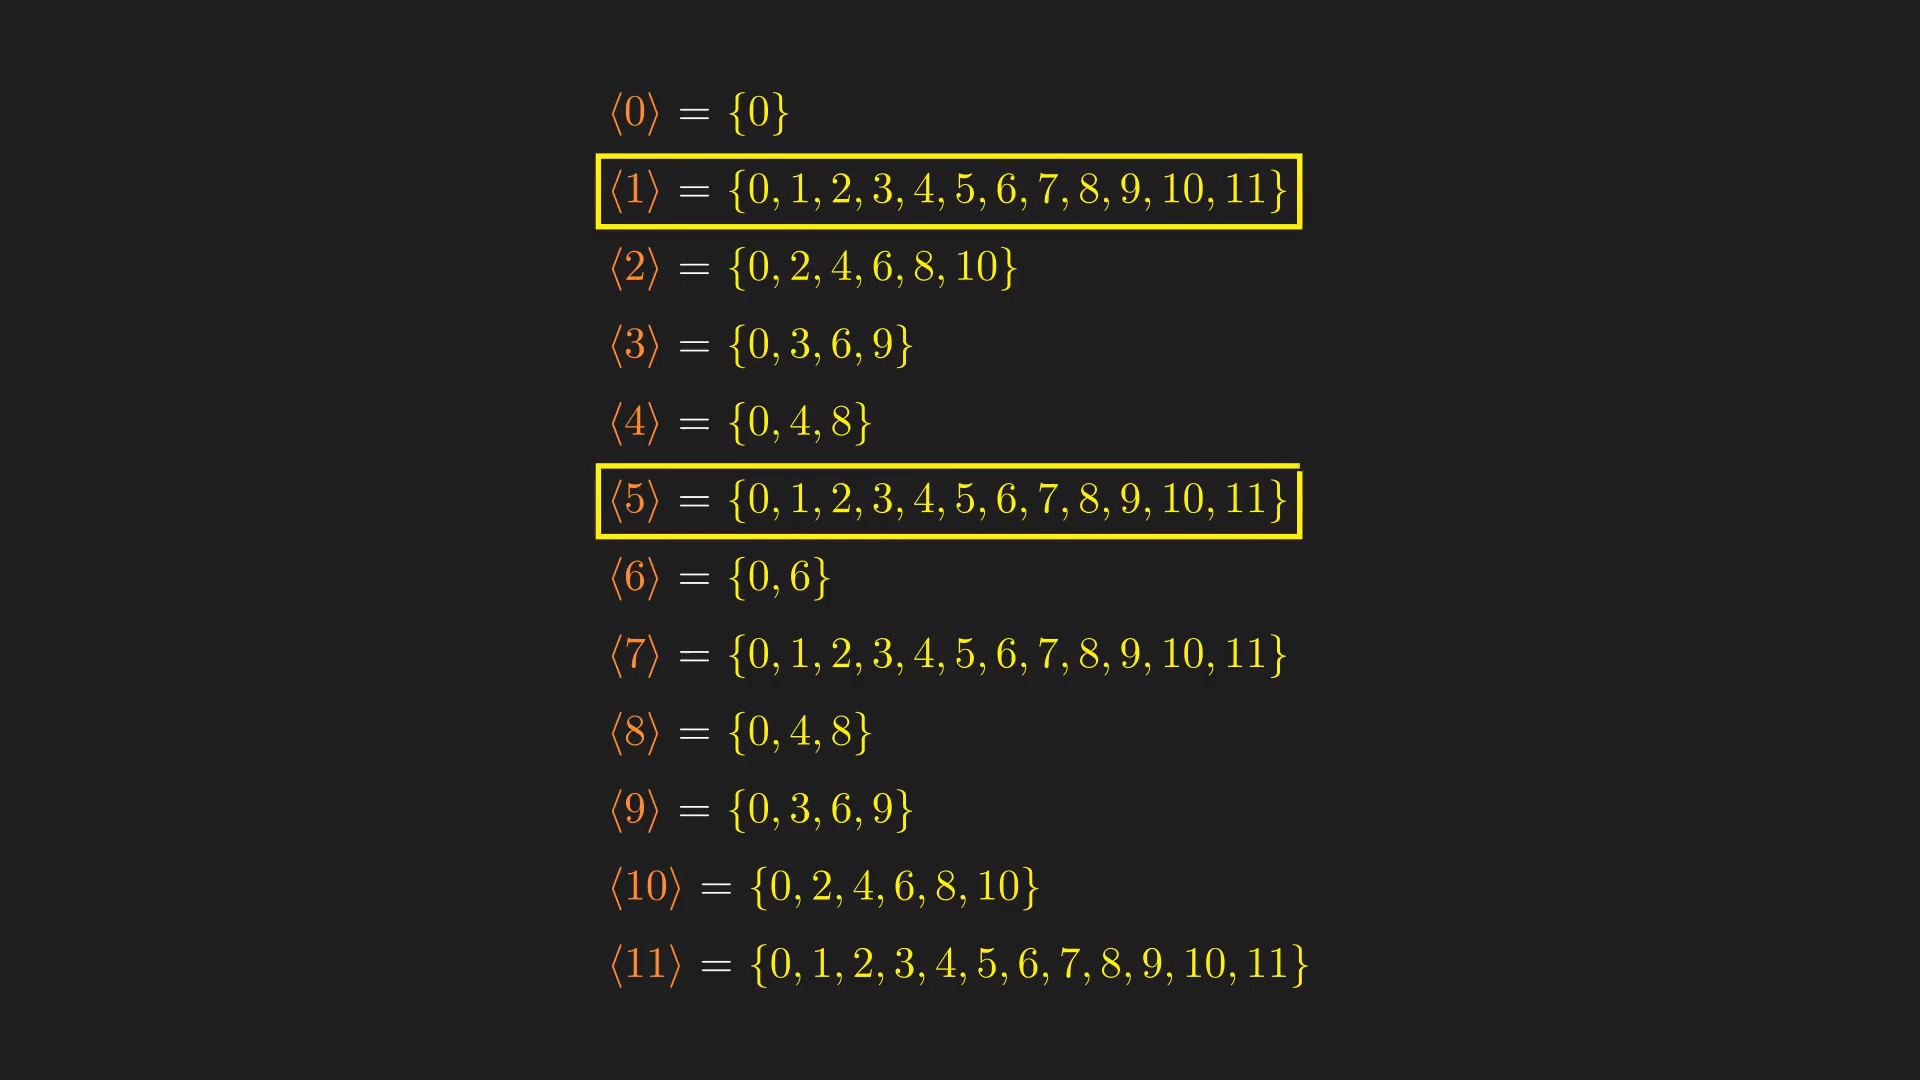 ⟨0⟩ = {0}
⟨1⟩ = {0, 1, 2, 3, 4, 5, 6, 7, 8, 9, 10, 11}
⟨2⟩ = {0, 2, 4, 6, 8, 10}
⟨3⟩ = {0, 3, 6, 9}
⟨4⟩ = {0, 4, 8}
⟨5⟩ = {0, 1, 2, 3, 4, 5, 6, 7, 8, 9, 10, 11}
⟨6⟩ = {0, 6}
⟨7⟩ = {0, 1, 2, 3, 4, 5, 6, 7, 8, 9, 10, 11}
⟨8⟩ = {0, 4, 8}
⟨9⟩ = {0, 3, 6, 9}
⟨10⟩ = {0, 2, 4, 6, 8, 10}
⟨11⟩ = {0, 1, 2, 3, 4, 5, 6, 7, 8, 9, 10, 11}